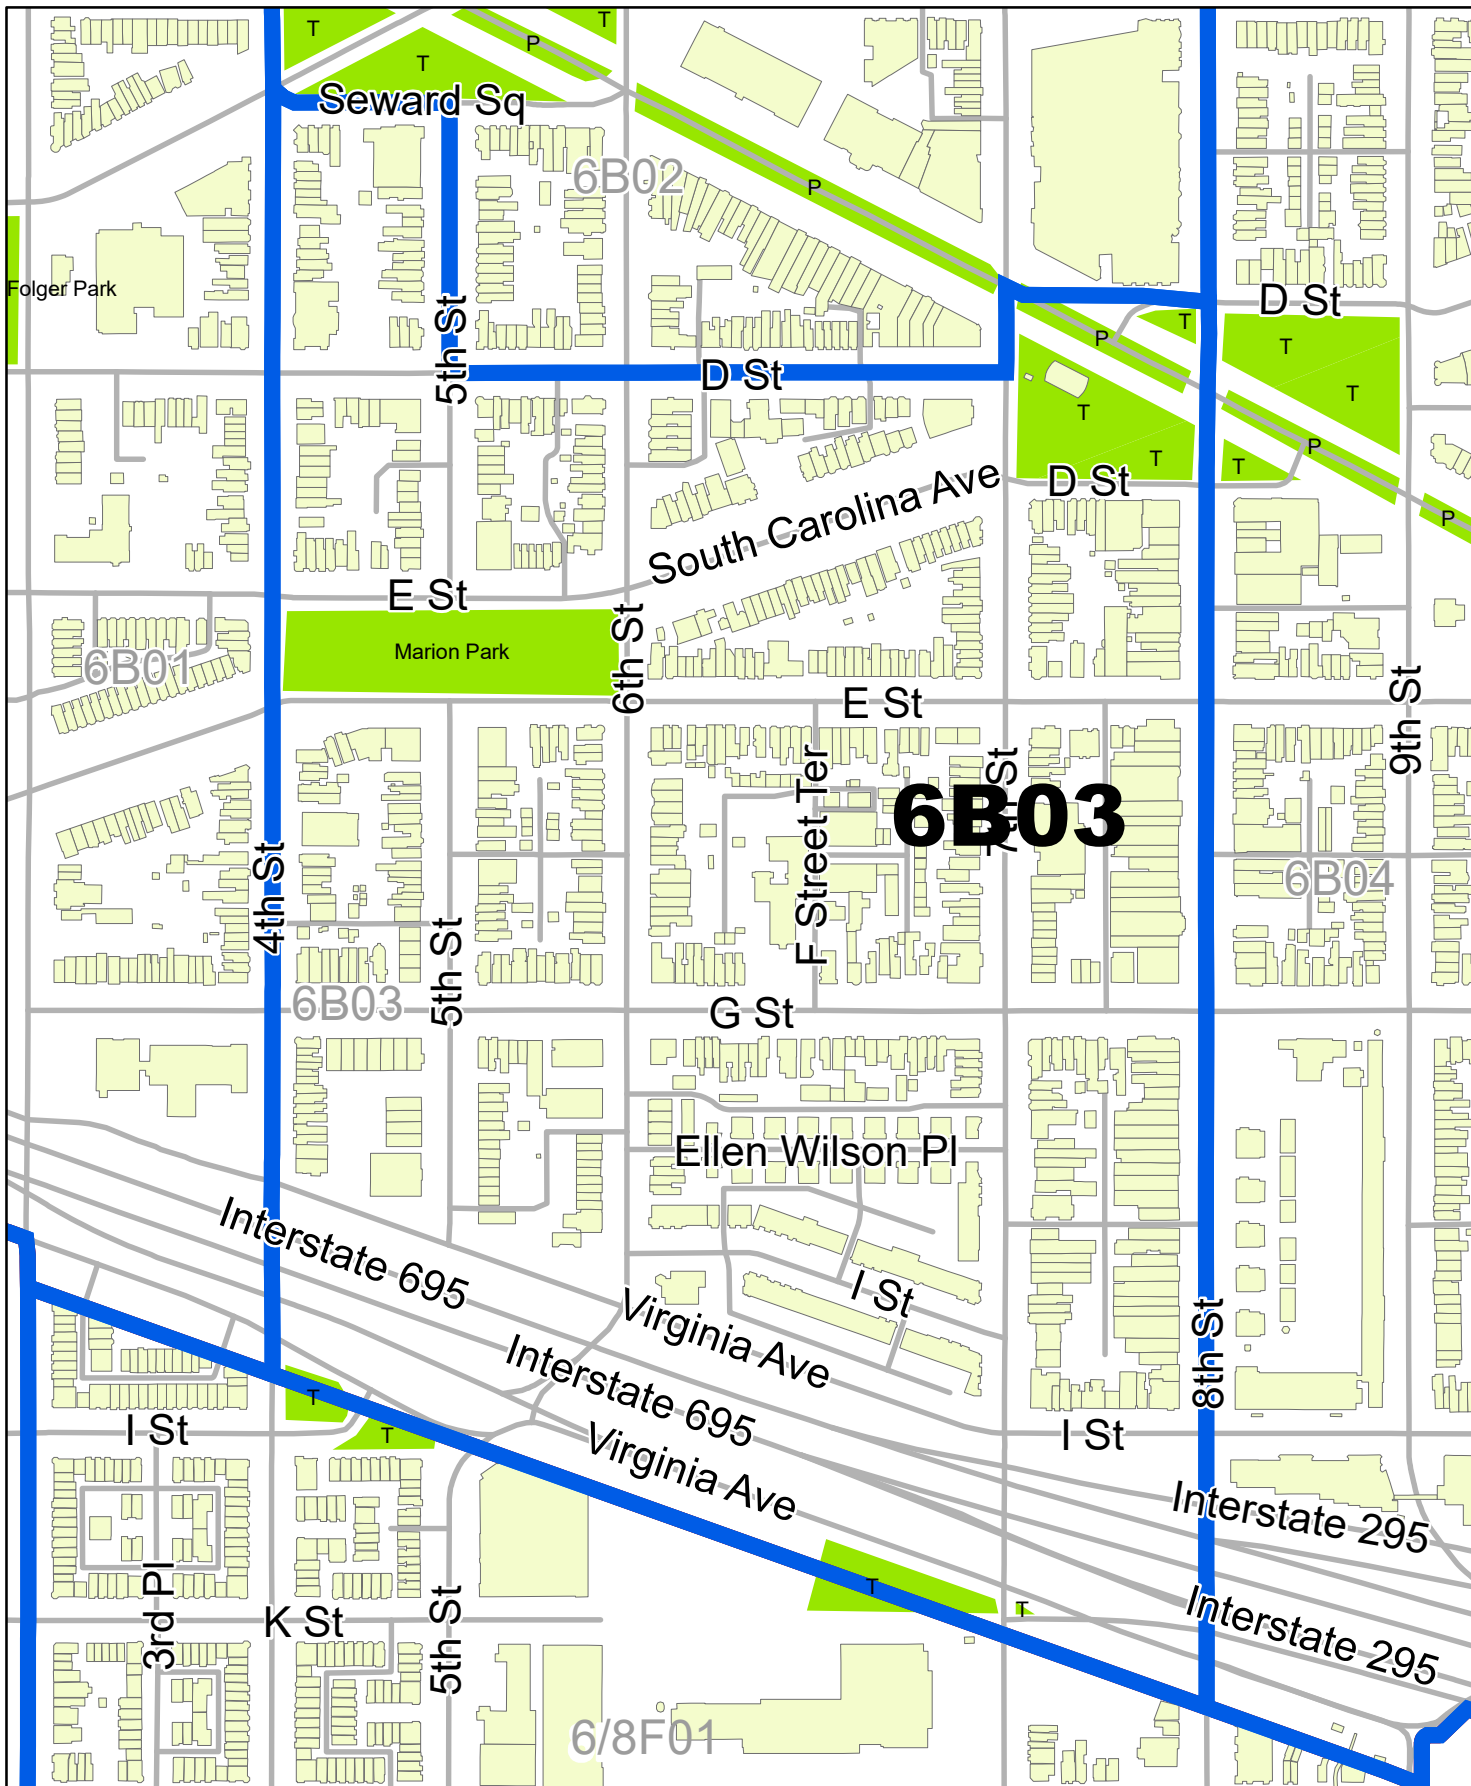 T
T
P
T
Seward Sq
6B02
P
Folger Park
D St
T
P
T
5th St
D St
T
T
T
P
T
South Carolina Ave
D St
P
E St
6th St
Marion Park
6B01
E St
9th St
F Street Ter
6B03
St
4th St
6B04
5th St
6B03
G St
Ellen Wilson Pl
Interstate 695
I St
Virginia Ave
8th St
Interstate 695
T
I St
T
I St
Virginia Ave
Interstate 295
3rd Pl
T
5th St
K St
T
Interstate 295
6/8F01